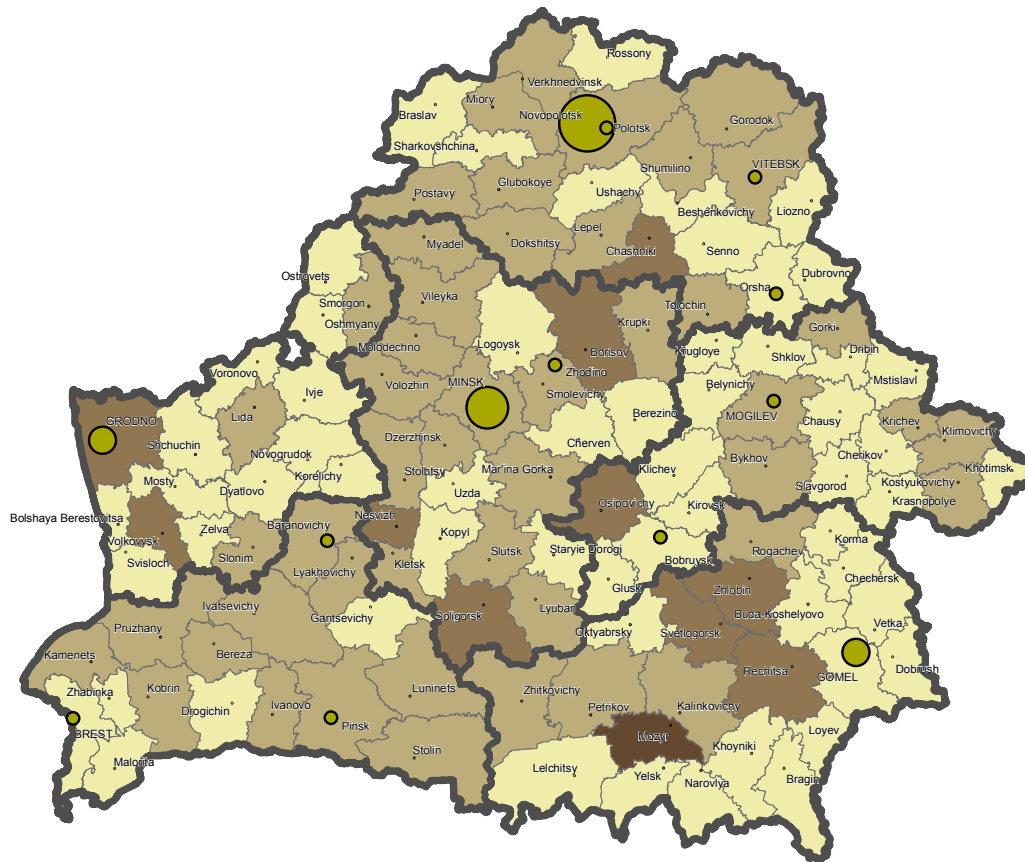 Rossony
Verkhnedvinsk
Miory
Braslav
Novopolotsk
Polotsk
Gorodok
Sharkovshchina
Shumilino
VITEBSK
Glubokoye
Postavy
Ushachy
Beshenkovichy
Liozno
Lepel
Myadel
Dokshitsy
Chashniki
Senno
Ostrovets
Dubrovno
Orsha
Smorgon
Vileyka
Tolochin
Oshmyany
Krupki
Gorki
Molodechno
Logoysk
Borisov
Krugloye
Shklov
Dribin
Voronovo
Zhodino
Volozhin
MINSK
Ivje
Smolevichy
Belynichy
Mstislavl
GRODNO
Lida
Berezino
MOGILEV
Chausy
Krichev
Klimovichy
Shchuchin
Dzerzhinsk
Cherven
Novogrudok
Cherikov
Stolbtsy
Mar'ina Gorka
Klichev
Bykhov
Khotimsk
Korelichy
Mosty
Dyatlovo
Uzda
Slavgorod
Kostyukovichy
Krasnopolye
Osipovichy
Kirovsk
Bolshaya Berestovitsa
Nesvizh
Baranovichy
Zelva
Volkovysk
Kopyl
Slutsk
Staryie Dorogi
Bobruysk
Rogachev
Korma
Svisloch
Slonim
Lyakhovichy
Kletsk
Glusk
Chechersk
Ivatsevichy
Gantsevichy
Soligorsk
Lyuban
Zhlobin
Buda-Koshelyovo
Pruzhany
Oktyabrsky
Svetlogorsk
Vetka
Bereza
Kamenets
Rechitsa
GOMEL
Dobrush
Zhabinka
Kobrin
Luninets
Zhitkovichy
Drogichin
Ivanovo
Pinsk
Petrikov
Kalinkovichy
BREST
Mozyr
Loyev
Stolin
Khoyniki
Malorita
Lelchitsy
Yelsk
Narovlya
Bragin